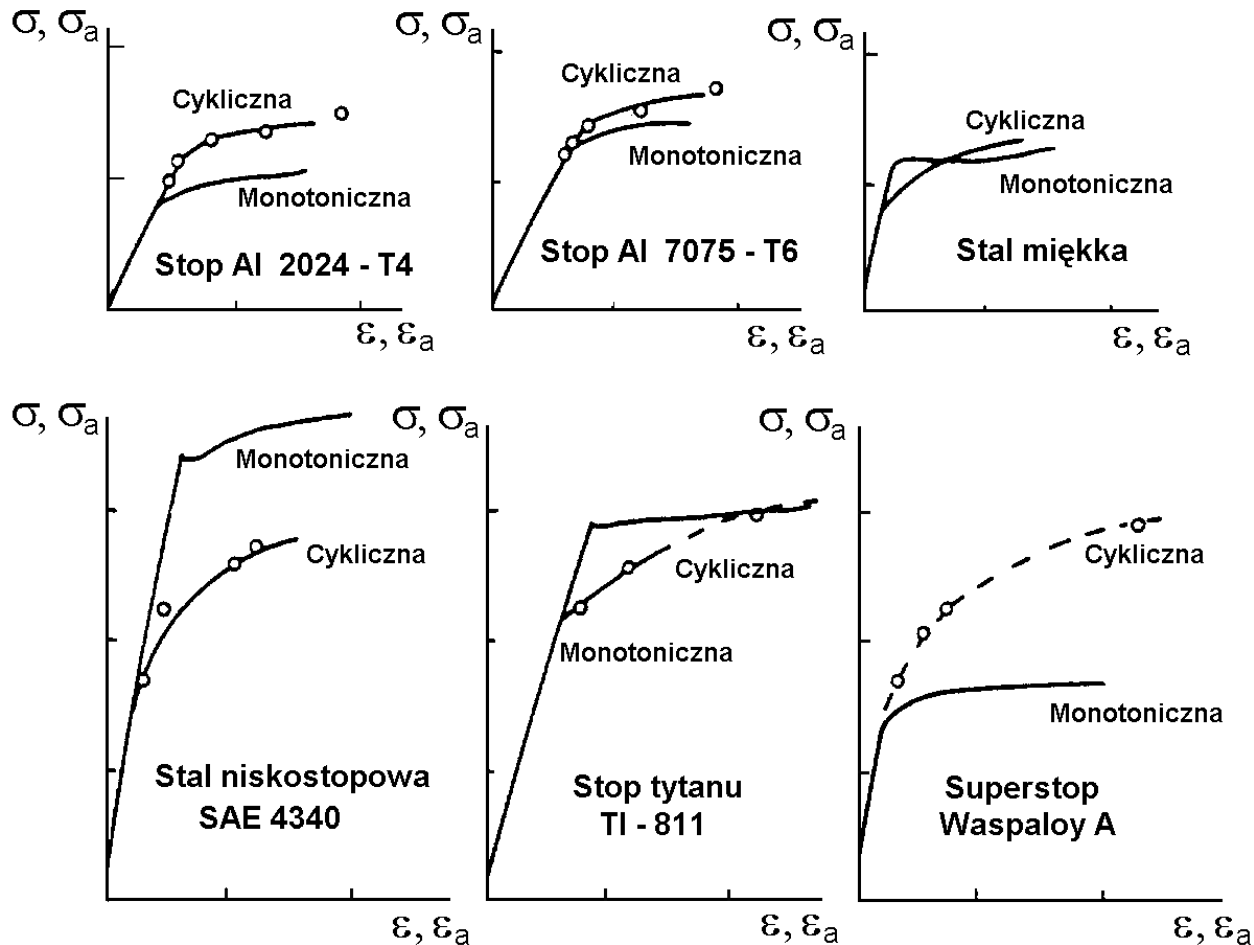 σ, σa
Cykliczna
Monotoniczna
Stop Al 2024 - T4
ε, εa
σ, σa
Cykliczna
Monotoniczna
Stop Al 7075 - T6
ε, εa
σ, σa
Cykliczna
Monotoniczna
Stal miękka
ε, εa
σ, σa
Monotoniczna
Cykliczna
Stal niskostopowa
SAE 4340
ε, εa
σ, σa
Cykliczna
Monotoniczna
Stop tytanu
TI - 811
ε, εa
σ, σa
Cykliczna
Monotoniczna
Superstop
Waspaloy A
ε, εa